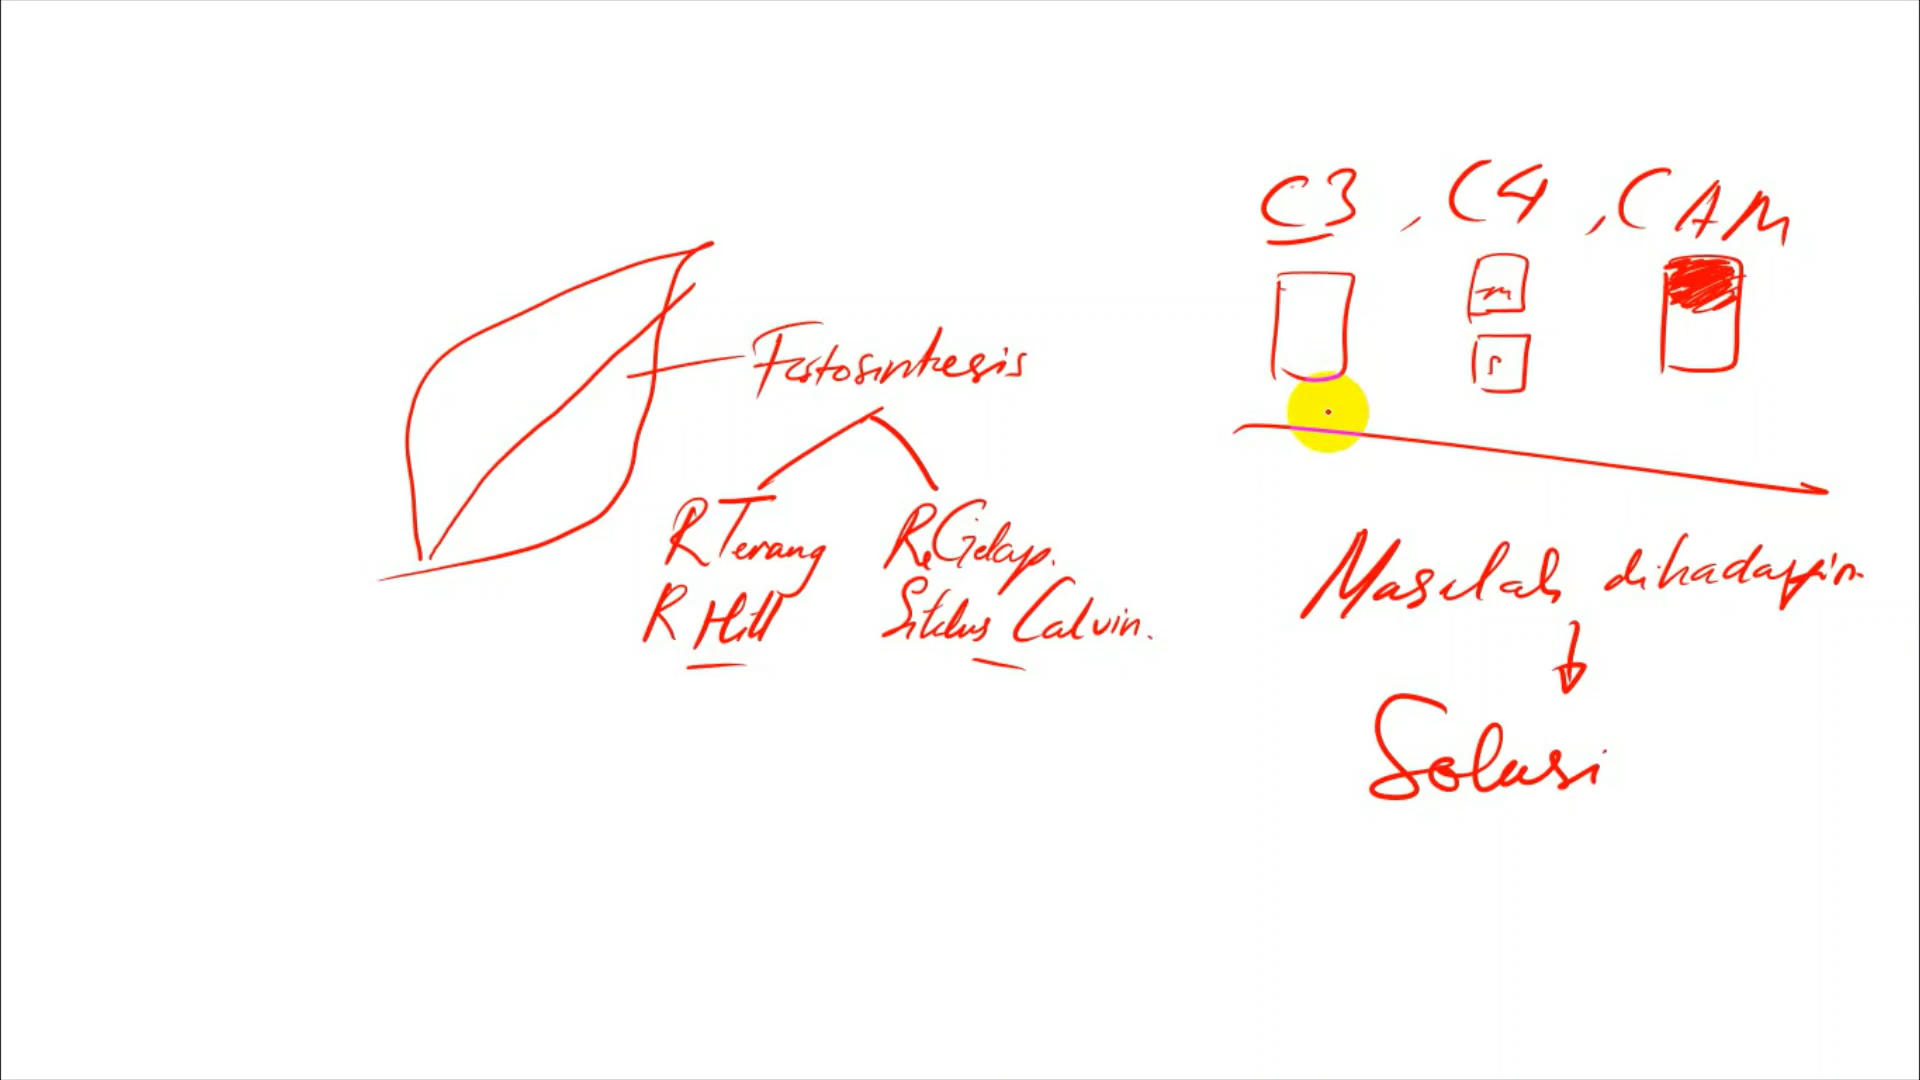 Fotosintesis
R Terang
R Gelap.
R Hill
Siklus Calvin.
C3, C4, CAM
m
s
Masalah dihadapin
Solusi